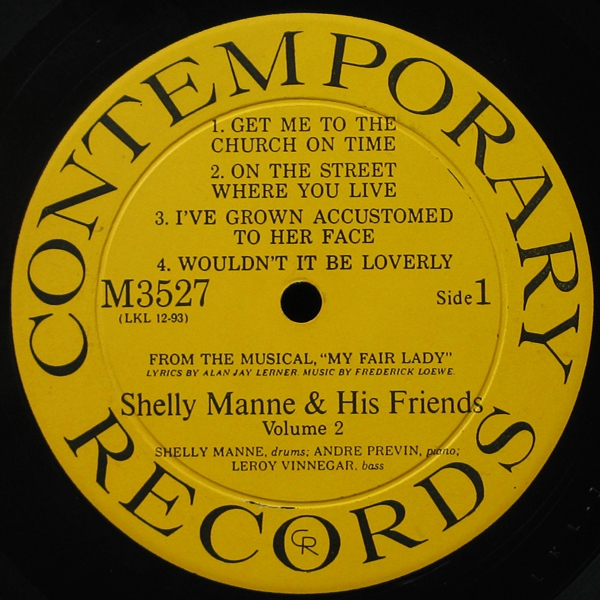 CONTEMPORARY
1. GET ME TO THE
CHURCH ON TIME
2. ON THE STREET
WHERE YOU LIVE
3. I'VE GROWN ACCUSTOMED
TO HER FACE
4. WOULDN'T IT BE LOVERLY
M3527
Side 1
(LKL 12-93)
FROM THE MUSICAL, "MY FAIR LADY"
LYRICS BY ALAN JAY LERNER. MUSIC BY FREDERICK LOEWE.
Shelly Manne & His Friends
Volume 2
SHELLY MANNE, drums; ANDRE PREVIN, piano;
LEROY VINNEGAR, bass
CR
RECORDS